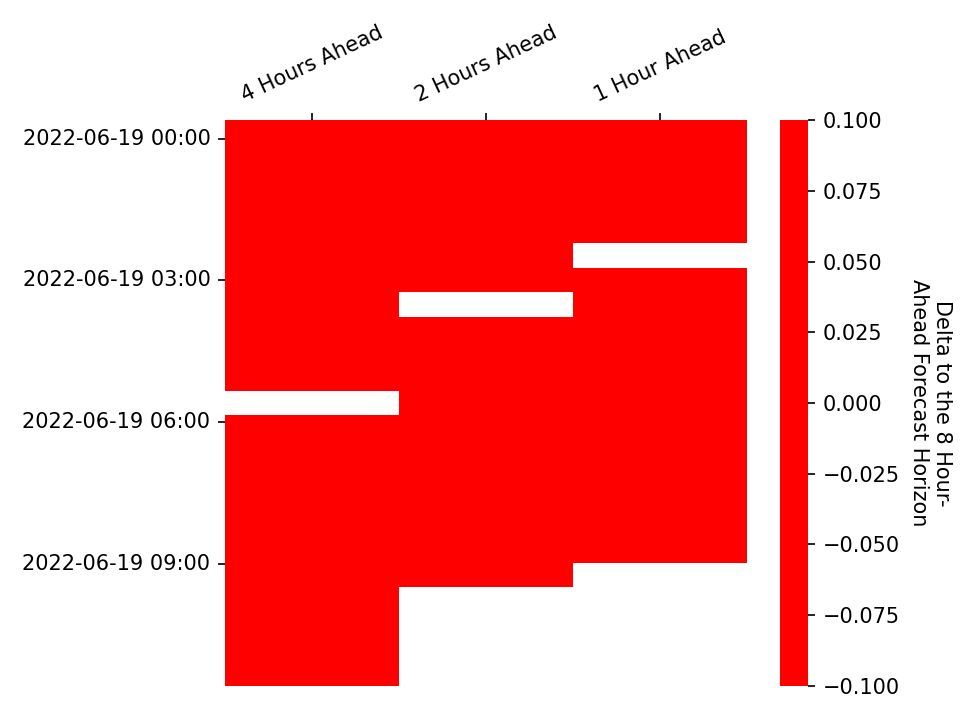 4 Hours Ahead
2 Hours Ahead
1 Hour Ahead
2022-06-19 00:00
2022-06-19 03:00
2022-06-19 06:00
2022-06-19 09:00
0.100
0.075
0.050
0.025
0.000
−0.025
−0.050
−0.075
−0.100
Delta to the 8 Hour-
Ahead Forecast Horizon